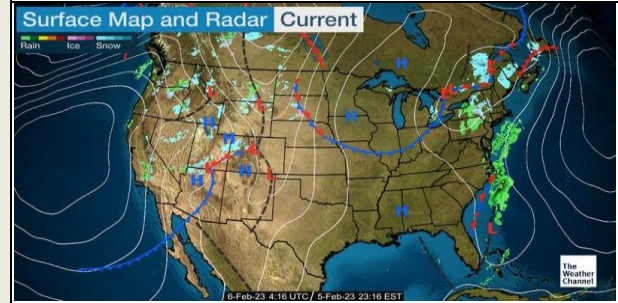 Surface Map and Radar Current
Rain Ice Snow
L
H
L
H
L
L
L
H
H
H
L
L
H
H
L
H
L
The
Weather
Channel
6-Feb-23 4:16 UTC / 5-Feb-23 23:16 EST